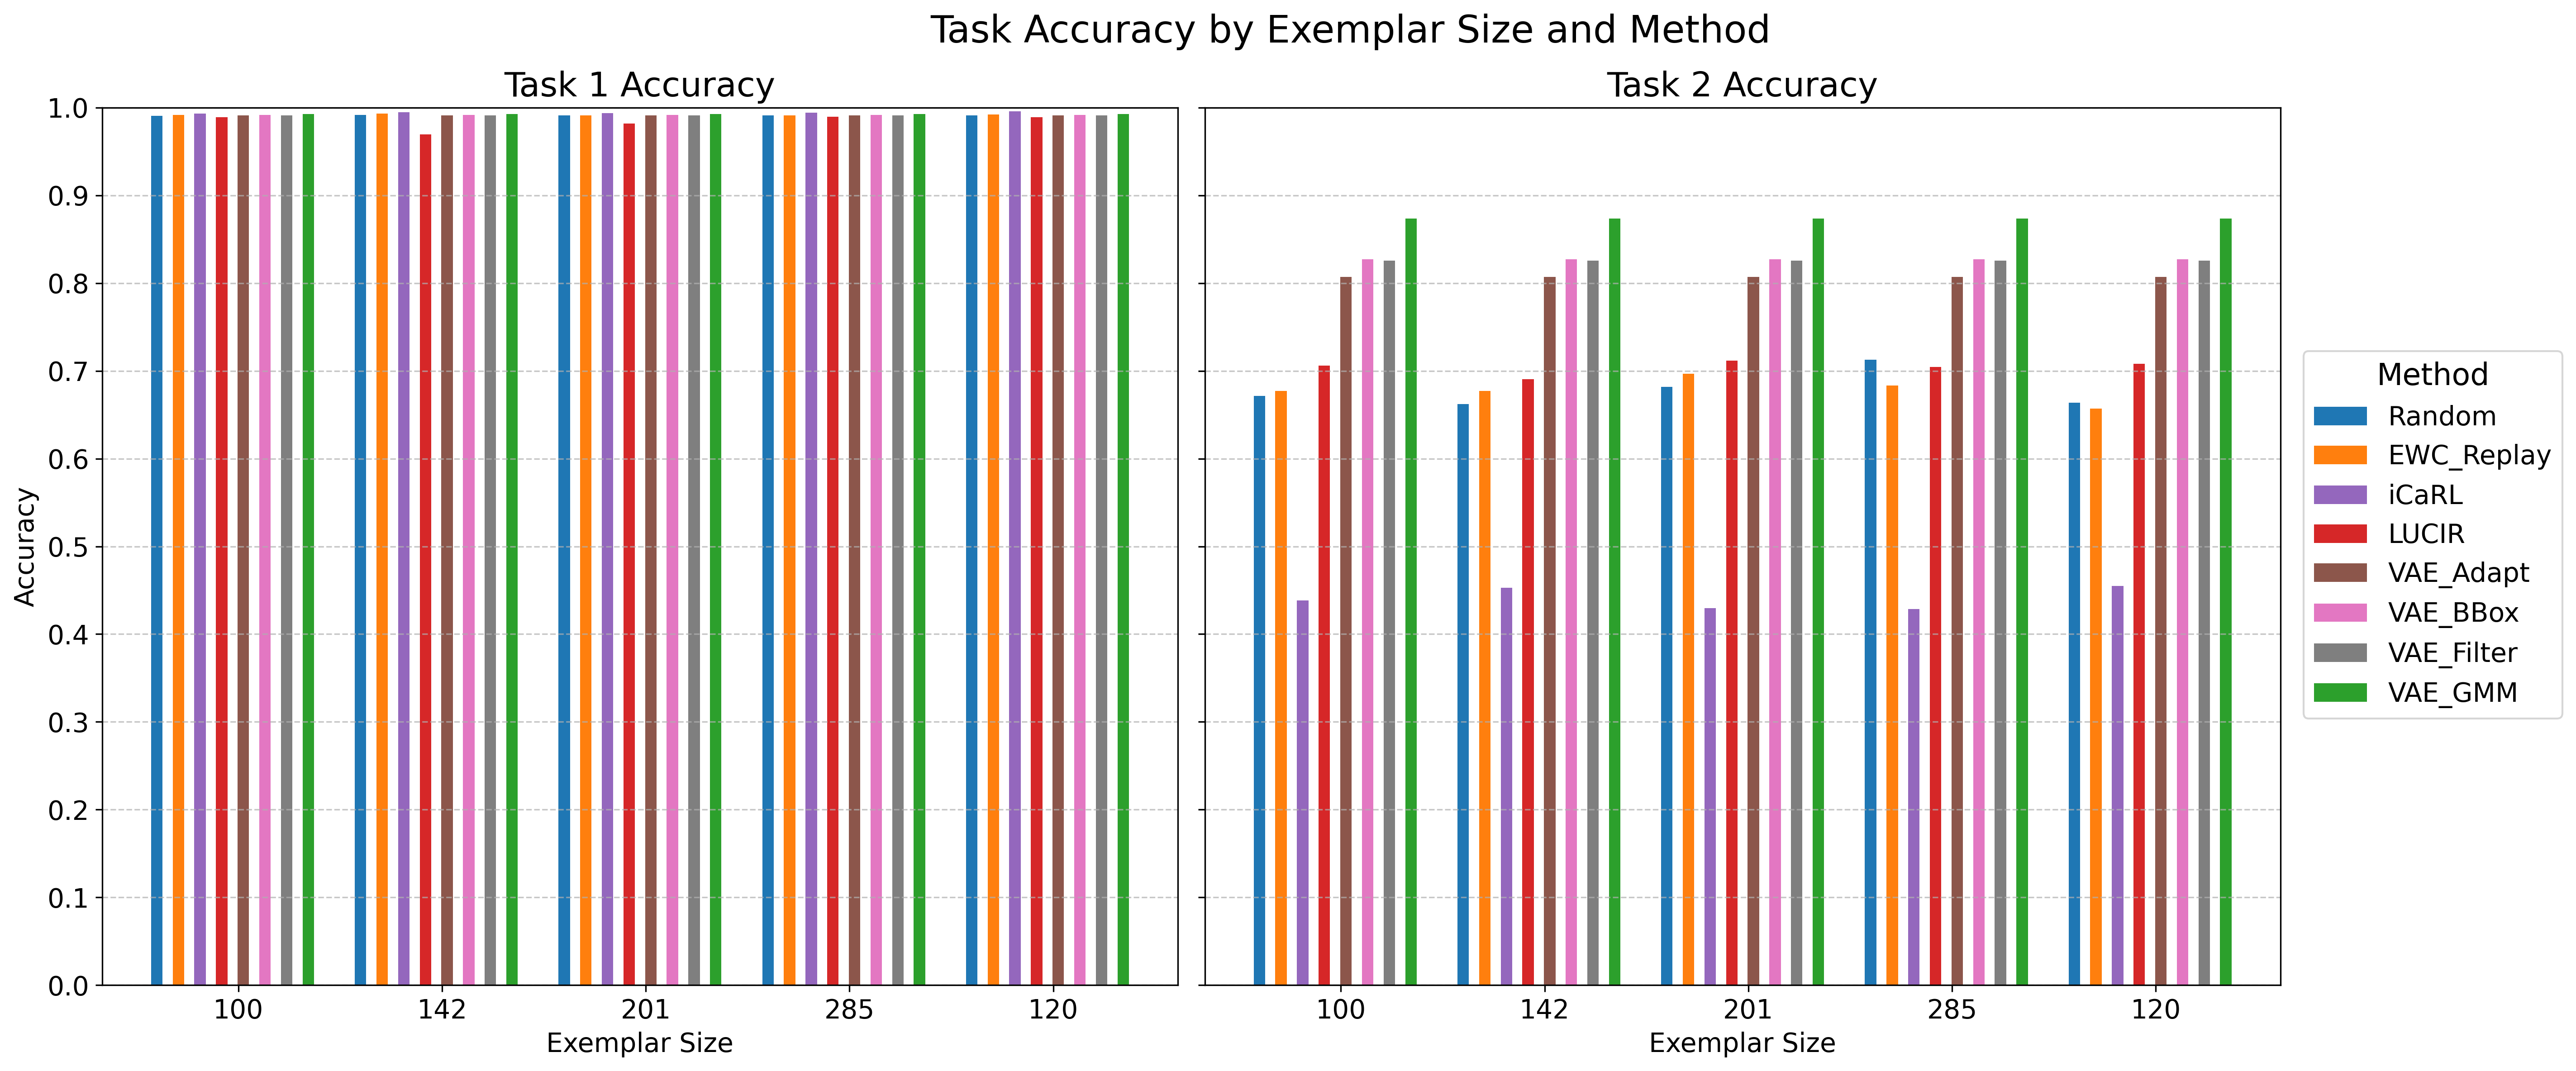 Task Accuracy by Exemplar Size and Method
Task 1 Accuracy
Task 2 Accuracy
1.0
0.9
0.8
0.7
0.6
0.5
0.4
0.3
0.2
0.1
0.0
Accuracy
100
142
201
285
120
Exemplar Size
100
142
201
285
120
Exemplar Size
Method
Random
EWC_Replay
iCaRL
LUCIR
VAE_Adapt
VAE_BBox
VAE_Filter
VAE_GMM